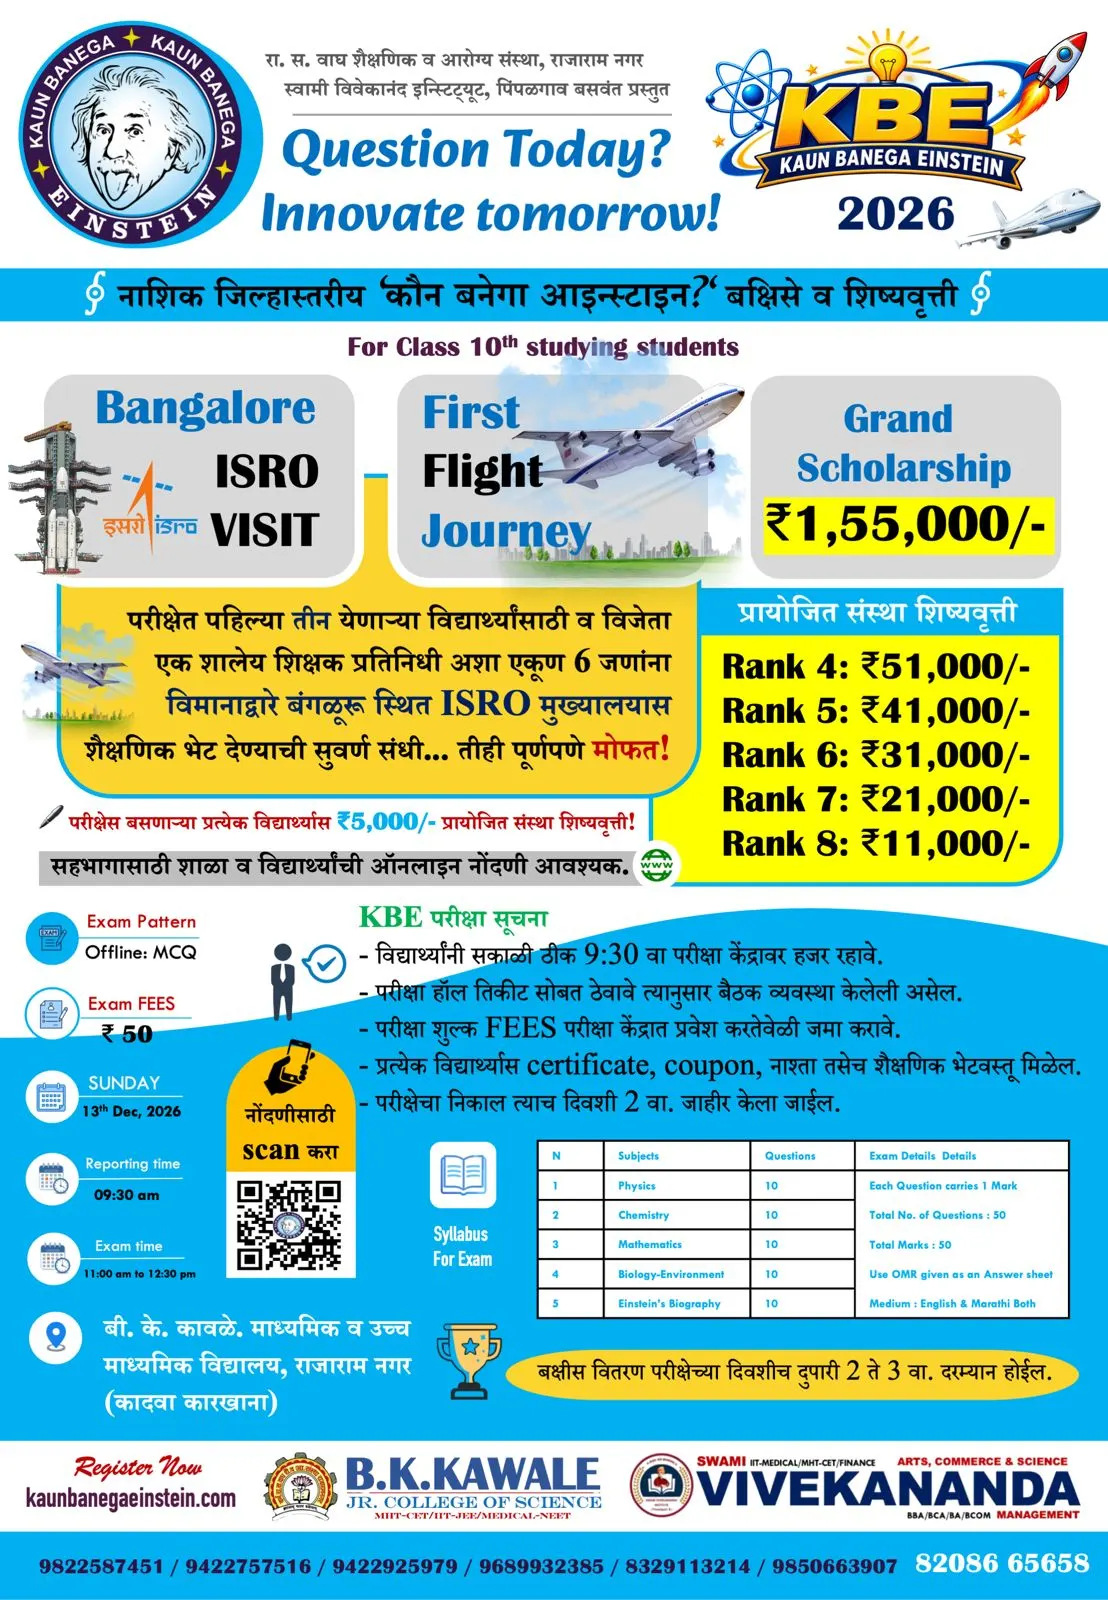 KAUN BANEGA ✦ KAUN BANEGA
EINSTEIN
रा. स. वाघ शैक्षणिक व आरोग्य संस्था, राजाराम नगर
स्वामी विवेकानंद इन्स्टिट्यूट, पिंपळगाव बसवंत प्रस्तुत
Question Today?
Innovate tomorrow!
KBE
KAUN BANEGA EINSTEIN
2026
नाशिक जिल्हास्तरीय 'कौन बनेगा आइन्स्टाइन?' बक्षिसे व शिष्यवृत्ती
For Class 10th studying students
Bangalore
ISRO
VISIT
इसरो isro
First
Flight
Journey
Grand
Scholarship
₹1,55,000/-
परीक्षेत पहिल्या तीन येणाऱ्या विद्यार्थ्यांसाठी व विजेता
एक शालेय शिक्षक प्रतिनिधी अशा एकूण 6 जणांना
विमानाद्वारे बंगळूरू स्थित ISRO मुख्यालयास
शैक्षणिक भेट देण्याची सुवर्ण संधी... तीही पूर्णपणे मोफत!
प्रायोजित संस्था शिष्यवृत्ती
Rank 4: ₹51,000/-
Rank 5: ₹41,000/-
Rank 6: ₹31,000/-
Rank 7: ₹21,000/-
Rank 8: ₹11,000/-
परीक्षेस बसणाऱ्या प्रत्येक विद्यार्थ्यास ₹5,000/- प्रायोजित संस्था शिष्यवृत्ती!
सहभागासाठी शाळा व विद्यार्थ्यांची ऑनलाइन नोंदणी आवश्यक.
www
EXAM
Exam Pattern
Offline: MCQ
Exam FEES
₹ 50
SUNDAY
13th Dec, 2026
Reporting time
09:30 am
Exam time
11:00 am to 12:30 pm
KBE परीक्षा सूचना
- विद्यार्थ्यांनी सकाळी ठीक 9:30 वा परीक्षा केंद्रावर हजर रहावे.
- परीक्षा हॉल तिकीट सोबत ठेवावे त्यानुसार बैठक व्यवस्था केलेली असेल.
- परीक्षा शुल्क FEES परीक्षा केंद्रात प्रवेश करतेवेळी जमा करावे.
- प्रत्येक विद्यार्थ्यास certificate, coupon, नाश्ता तसेच शैक्षणिक भेटवस्तू मिळेल.
- परीक्षेचा निकाल त्याच दिवशी 2 वा. जाहीर केला जाईल.
नोंदणीसाठी
scan करा
Syllabus
For Exam
N Subjects Questions Exam Details Details
1 Physics 10 Each Question carries 1 Mark
2 Chemistry 10 Total No. of Questions : 50
3 Mathematics 10 Total Marks : 50
4 Biology-Environment 10 Use OMR given as an Answer sheet
5 Einstein's Biography 10 Medium : English & Marathi Both
बी. के. कावळे. माध्यमिक व उच्च
माध्यमिक विद्यालय, राजाराम नगर
(कादवा कारखाना)
बक्षीस वितरण परीक्षेच्या दिवशीच दुपारी 2 ते 3 वा. दरम्यान होईल.
Register Now
kaunbanegaeinstein.com
B.K.KAWALE
JR. COLLEGE OF SCIENCE
MHT-CET/IIT-JEE/MEDICAL-NEET
SWAMI IIT-MEDICAL/MHT-CET/FINANCE ARTS, COMMERCE & SCIENCE
VIVEKANANDA
BBA/BCA/BA/BCOM MANAGEMENT
9822587451 / 9422757516 / 9422925979 / 9689932385 / 8329113214 / 9850663907 82086 65658